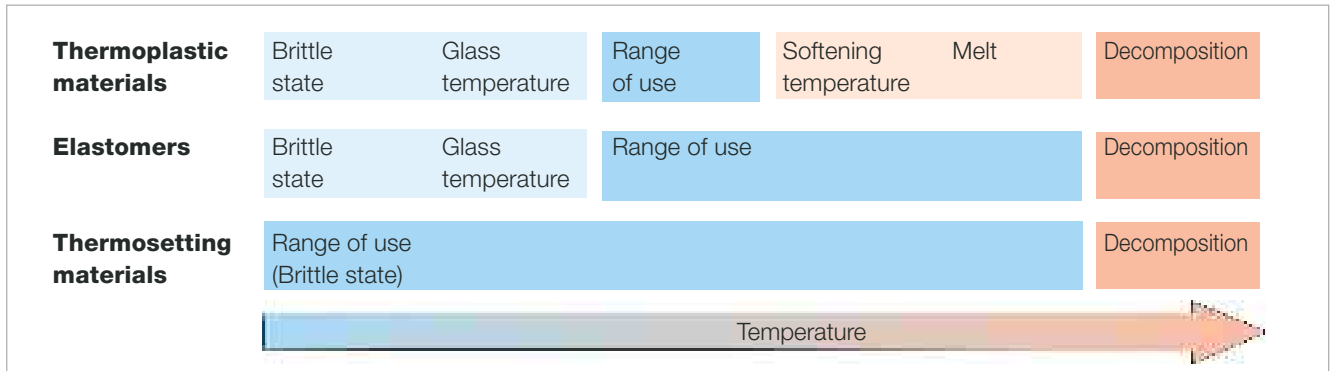 Thermoplastic materials
Brittle state
Glass temperature
Range of use
Softening temperature
Melt
Decomposition
Elastomers
Brittle state
Glass temperature
Range of use
Decomposition
Thermosetting materials
Range of use (Brittle state)
Decomposition
Temperature